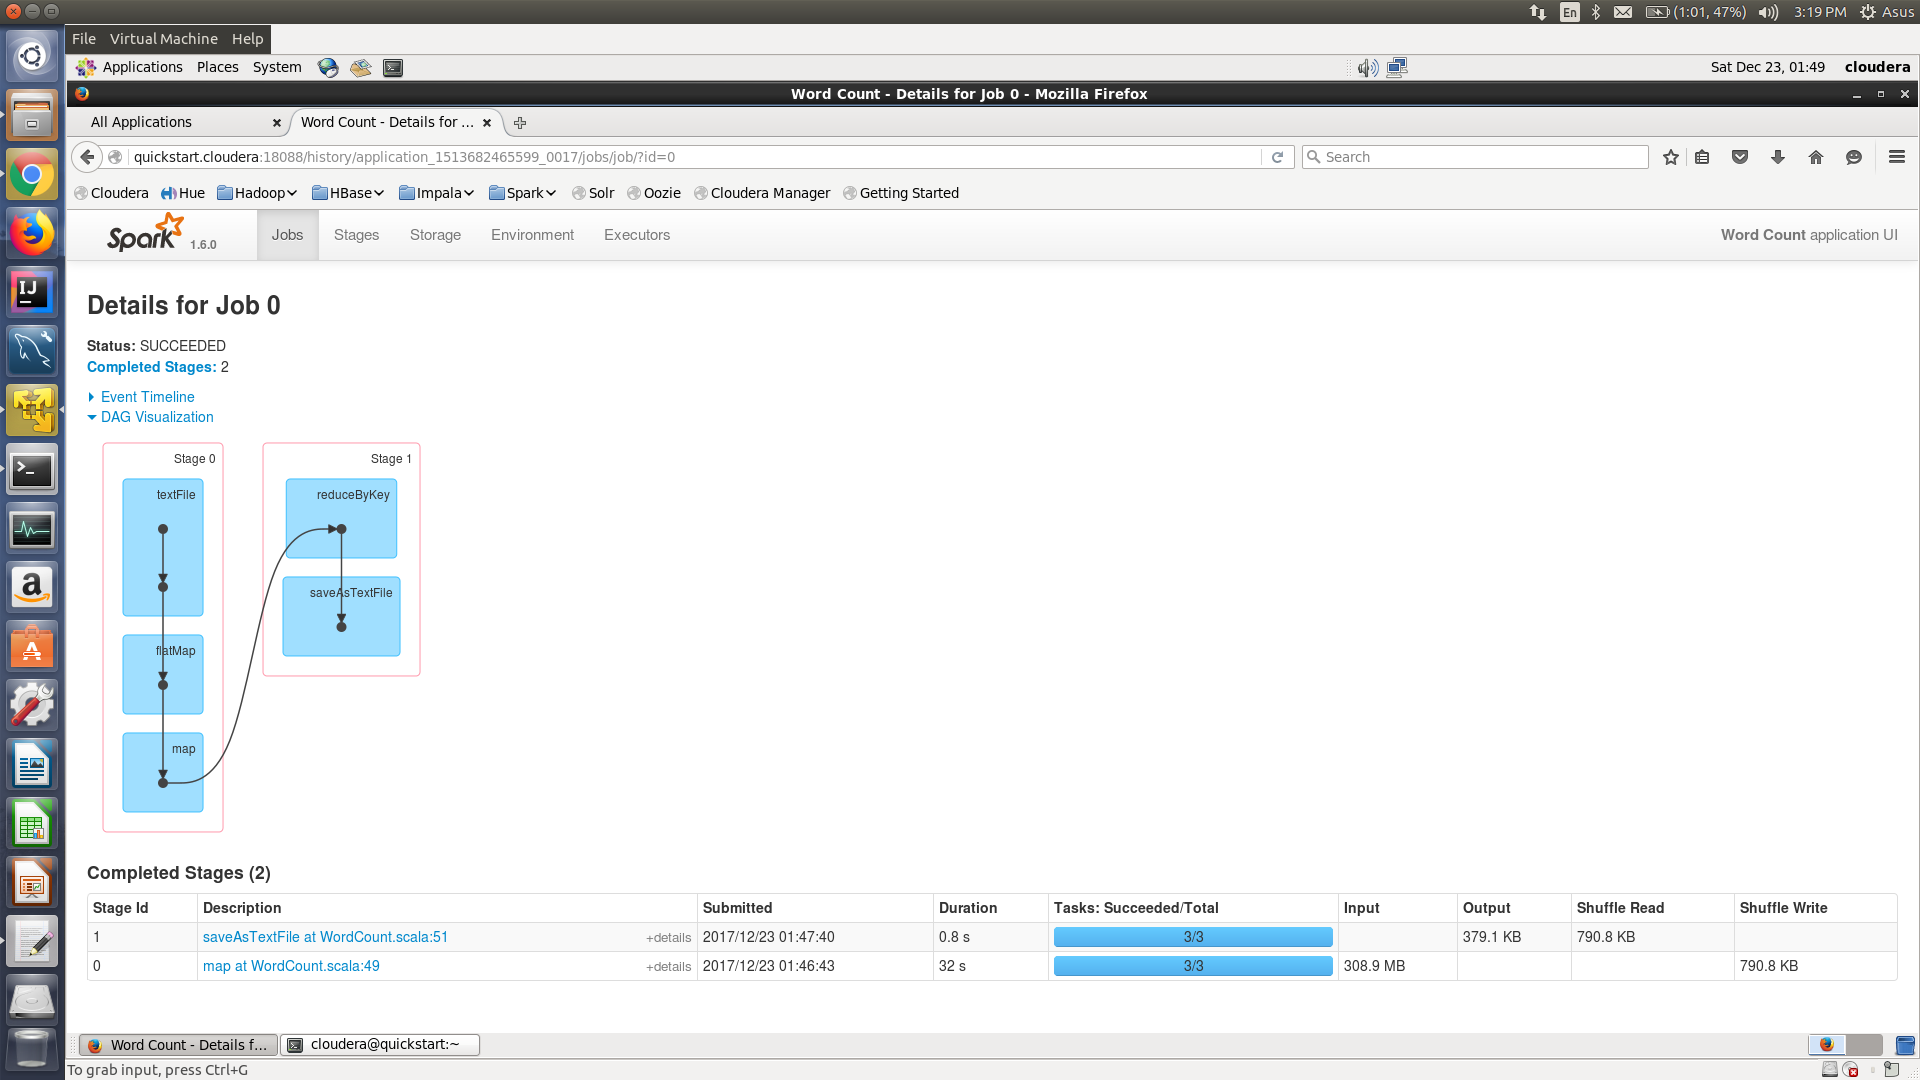 En (1:01, 47%) 3:19 PM Asus
File Virtual Machine Help
Applications Places System Sat Dec 23, 01:49 cloudera
Word Count - Details for Job 0 - Mozilla Firefox
All Applications Word Count - Details for ...
quickstart.cloudera:18088/history/application_1513682465599_0017/jobs/job/?id=0 Search
Cloudera Hue Hadoop HBase Impala Spark Solr Oozie Cloudera Manager Getting Started
Spark 1.6.0 Jobs Stages Storage Environment Executors Word Count application UI
Details for Job 0
Status: SUCCEEDED
Completed Stages: 2
Event Timeline
DAG Visualization
Stage 0
textFile
flatMap
map
Stage 1
reduceByKey
saveAsTextFile
Completed Stages (2)
Stage Id Description Submitted Duration Tasks: Succeeded/Total Input Output Shuffle Read Shuffle Write
1 saveAsTextFile at WordCount.scala:51 +details 2017/12/23 01:47:40 0.8 s 3/3 379.1 KB 790.8 KB
0 map at WordCount.scala:49 +details 2017/12/23 01:46:43 32 s 3/3 308.9 MB 790.8 KB
Word Count - Details f... cloudera@quickstart:~
To grab input, press Ctrl+G